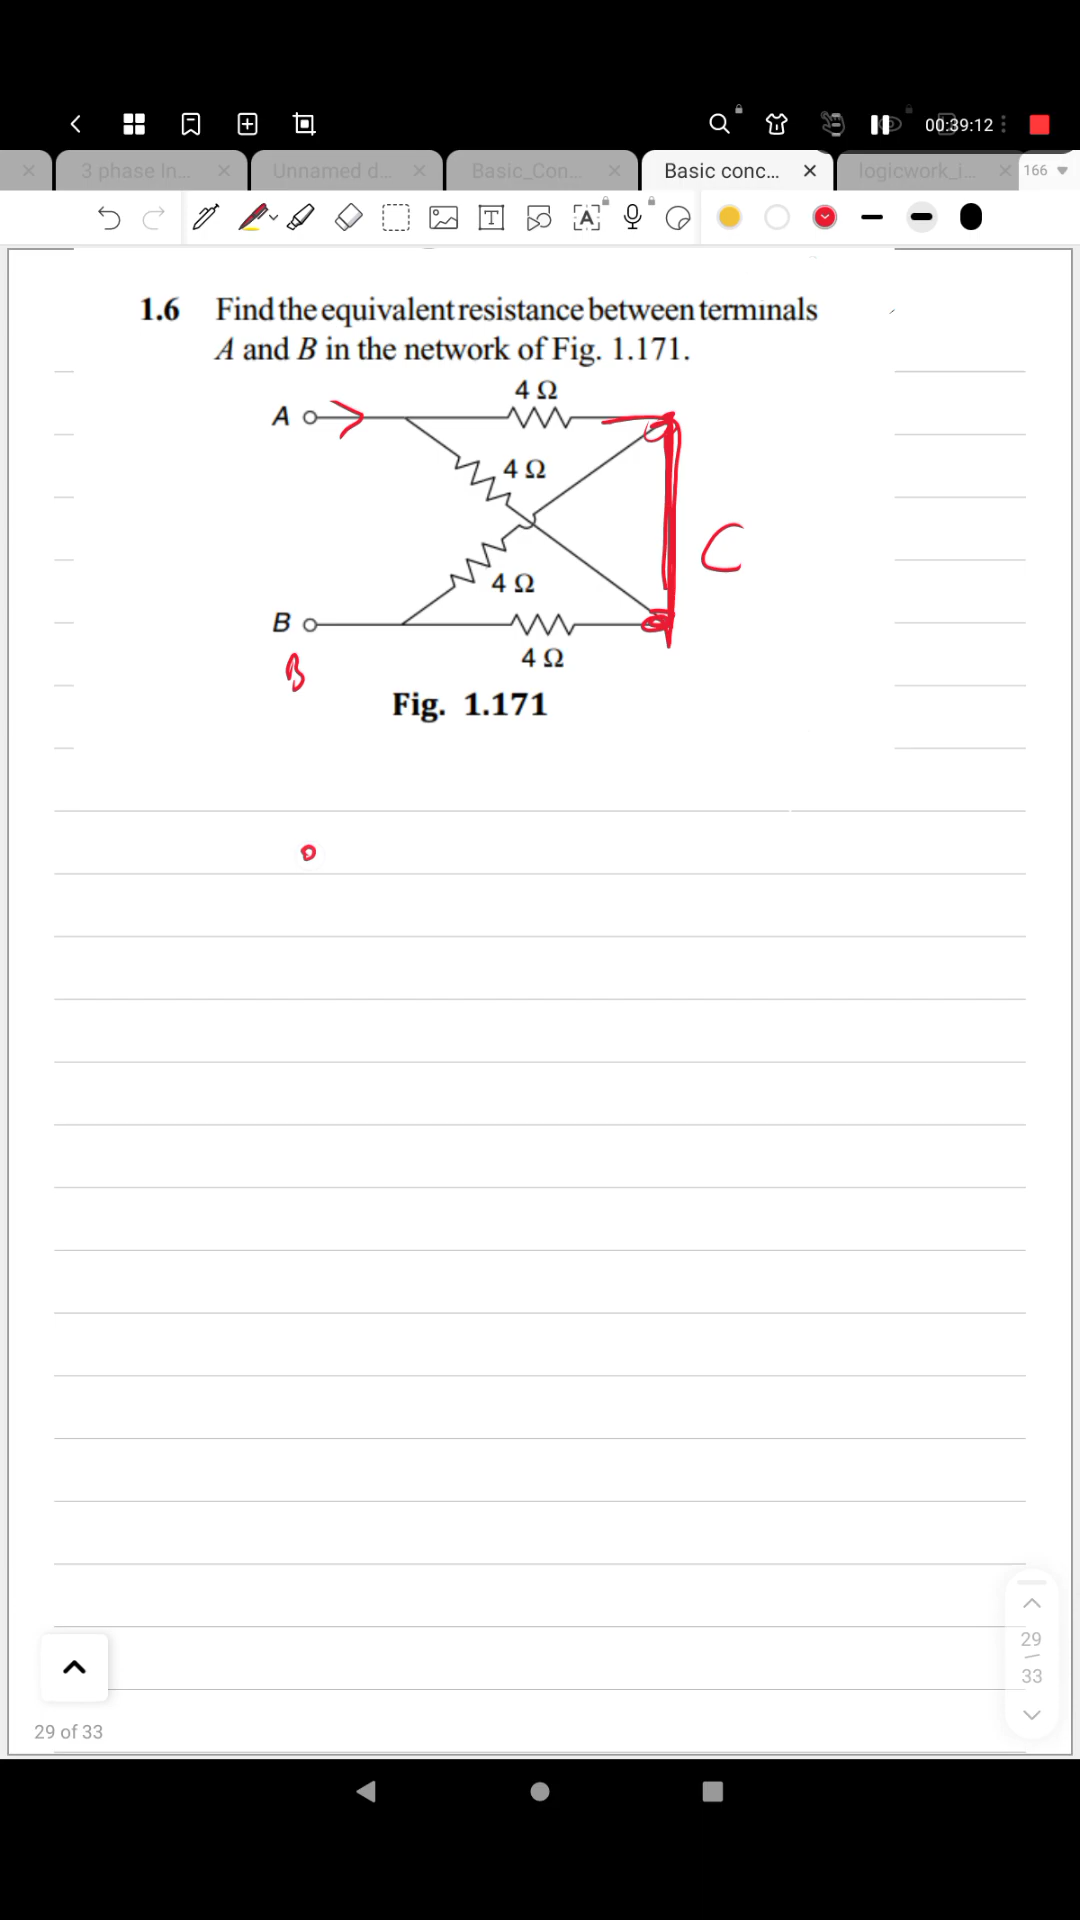 00:39:12
3 phase In...
Unnamed d...
Basic_Con...
Basic conc...
logicwork_i...
166
1.6 Find the equivalent resistance between terminals
A and B in the network of Fig. 1.171.
4 Ω
A
4 Ω
C
4 Ω
B
4 Ω
B
Fig. 1.171
29
33
29 of 33